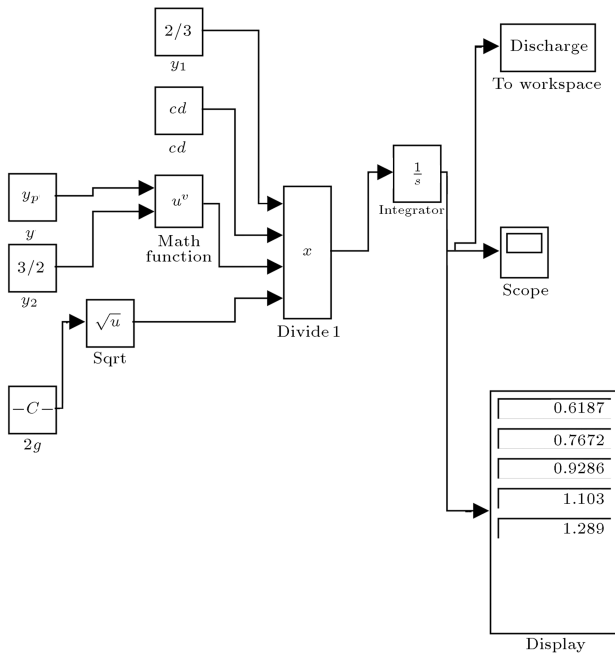 2/3
y₁
cd
cd
yₚ
y
3/2
y₂
uᵛ
Math
function
√u
Sqrt
−C−
2g
x
Divide 1
1/s
Integrator
Discharge
To workspace
Scope
0.6187
0.7672
0.9286
1.103
1.289
Display